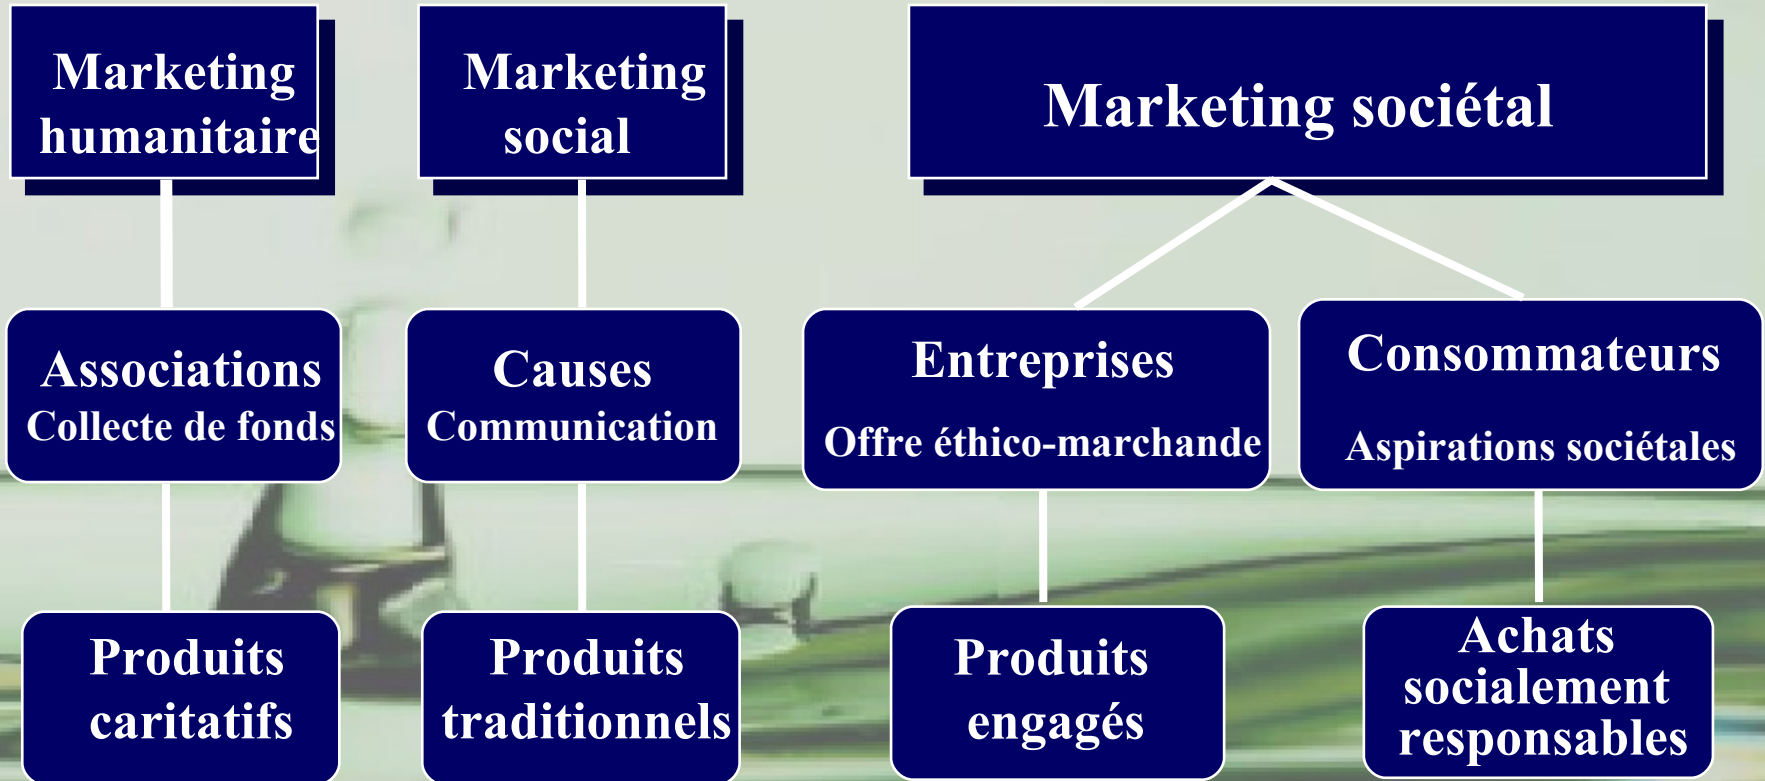 Marketing
humanitaire
Marketing
social
Marketing sociétal
Associations
Collecte de fonds
Causes
Communication
Entreprises
Offre éthico-marchande
Consommateurs
Aspirations sociétales
Produits
caritatifs
Produits
traditionnels
Produits
engagés
Achats
socialement
responsables